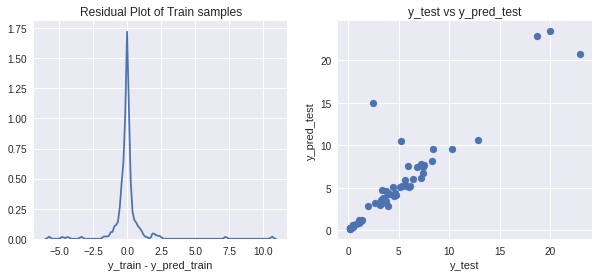 Residual Plot of Train samples
1.75
1.50
1.25
1.00
0.75
0.50
0.25
0.00
-5.0 -2.5 0.0 2.5 5.0 7.5 10.0
y_train - y_pred_train
y_test vs y_pred_test
20
15
10
5
0
y_pred_test
0 5 10 15 20
y_test